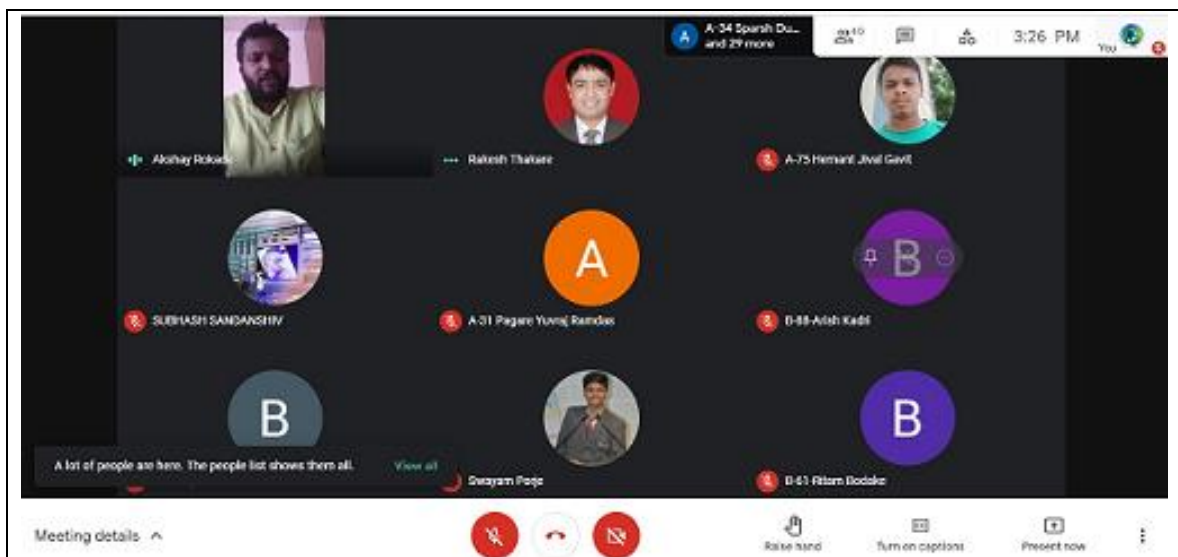 A
A-34 Sparsh Du...
and 29 more
40
3:26 PM
You
Akshay Rokade
Rakesh Thakare
A-75 Hemant Jival Gavit
A
B
SUBHASH SANDANSHIV
A-31 Pagare Yuvraj Ramdas
B-88-Arish Kadri
B
B
A lot of people are here. The people list shows them all. View all
Swayam Porje
B-61-Ritam Bodake
Meeting details
Raise hand
Turn on captions
Present now